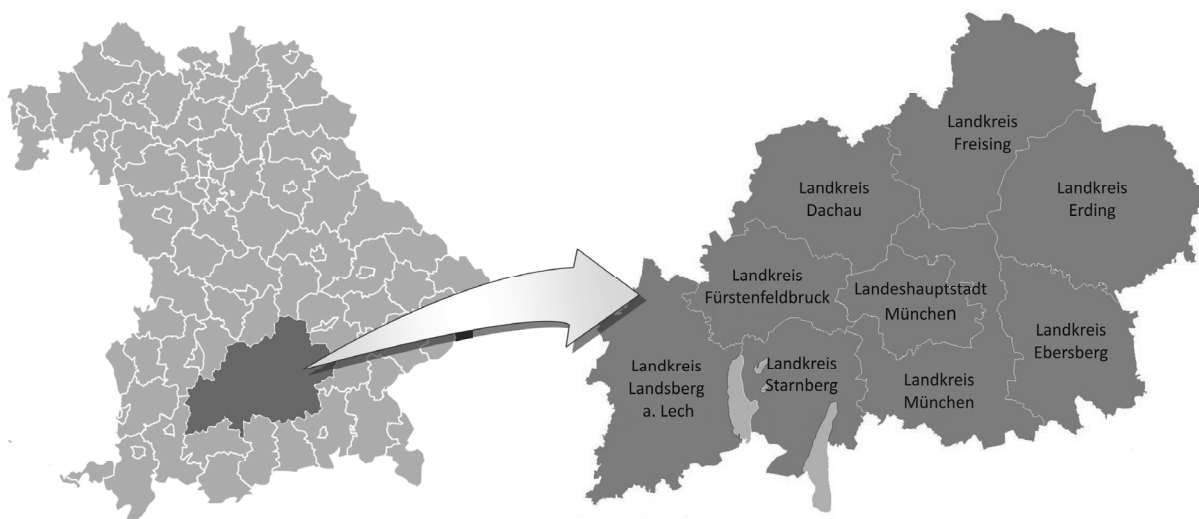 Landkreis
Freising
Landkreis
Dachau
Landkreis
Erding
Landkreis
Fürstenfeldbruck
Landeshauptstadt
München
Landkreis
Ebersberg
Landkreis
Landsberg
a. Lech
Landkreis
Starnberg
Landkreis
München